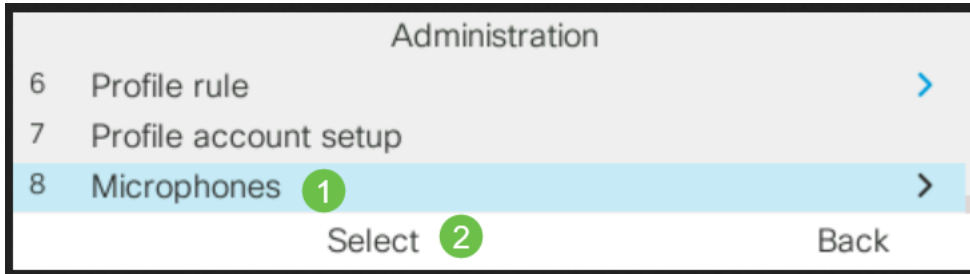 Administration
6 Profile rule
7 Profile account setup
8 Microphones 1
Select 2 Back